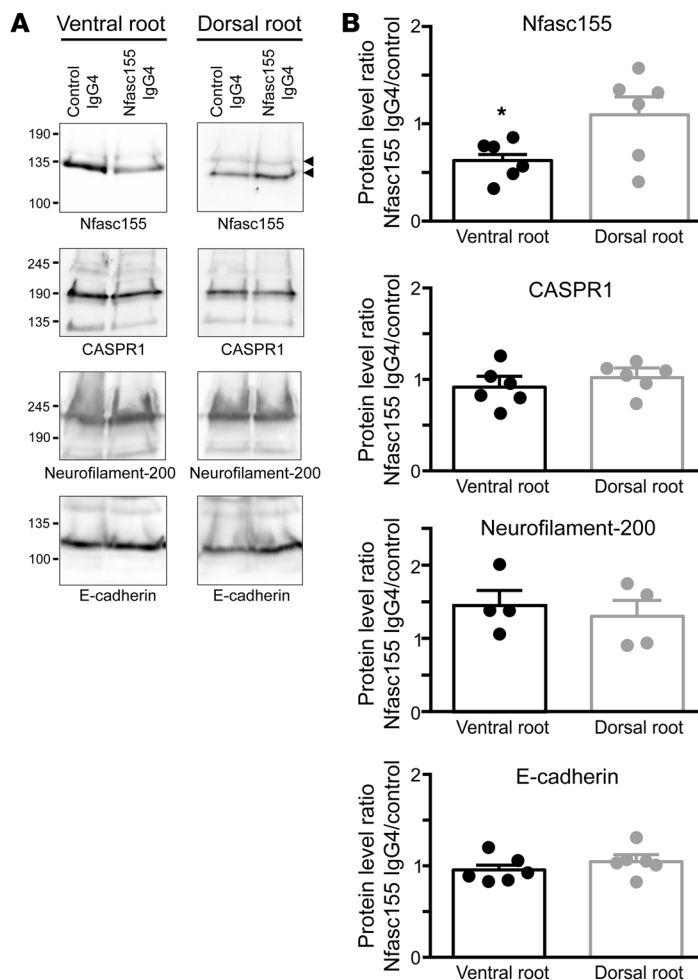 A
Ventral root
Dorsal root
Control
IgG4
Nfasc155
IgG4
Control
IgG4
Nfasc155
IgG4
190
135
100
Nfasc155
Nfasc155
245
190
135
CASPR1
CASPR1
245
190
Neurofilament-200
Neurofilament-200
135
100
E-cadherin
E-cadherin
B
Nfasc155
Protein level ratio
Nfasc155 IgG4/control
2
1
0
*
Ventral root
Dorsal root
CASPR1
Protein level ratio
Nfasc155 IgG4/control
2
1
0
Ventral root
Dorsal root
Neurofilament-200
Protein level ratio
Nfasc155 IgG4/control
2
1
0
Ventral root
Dorsal root
E-cadherin
Protein level ratio
Nfasc155 IgG4/control
2
1
0
Ventral root
Dorsal root